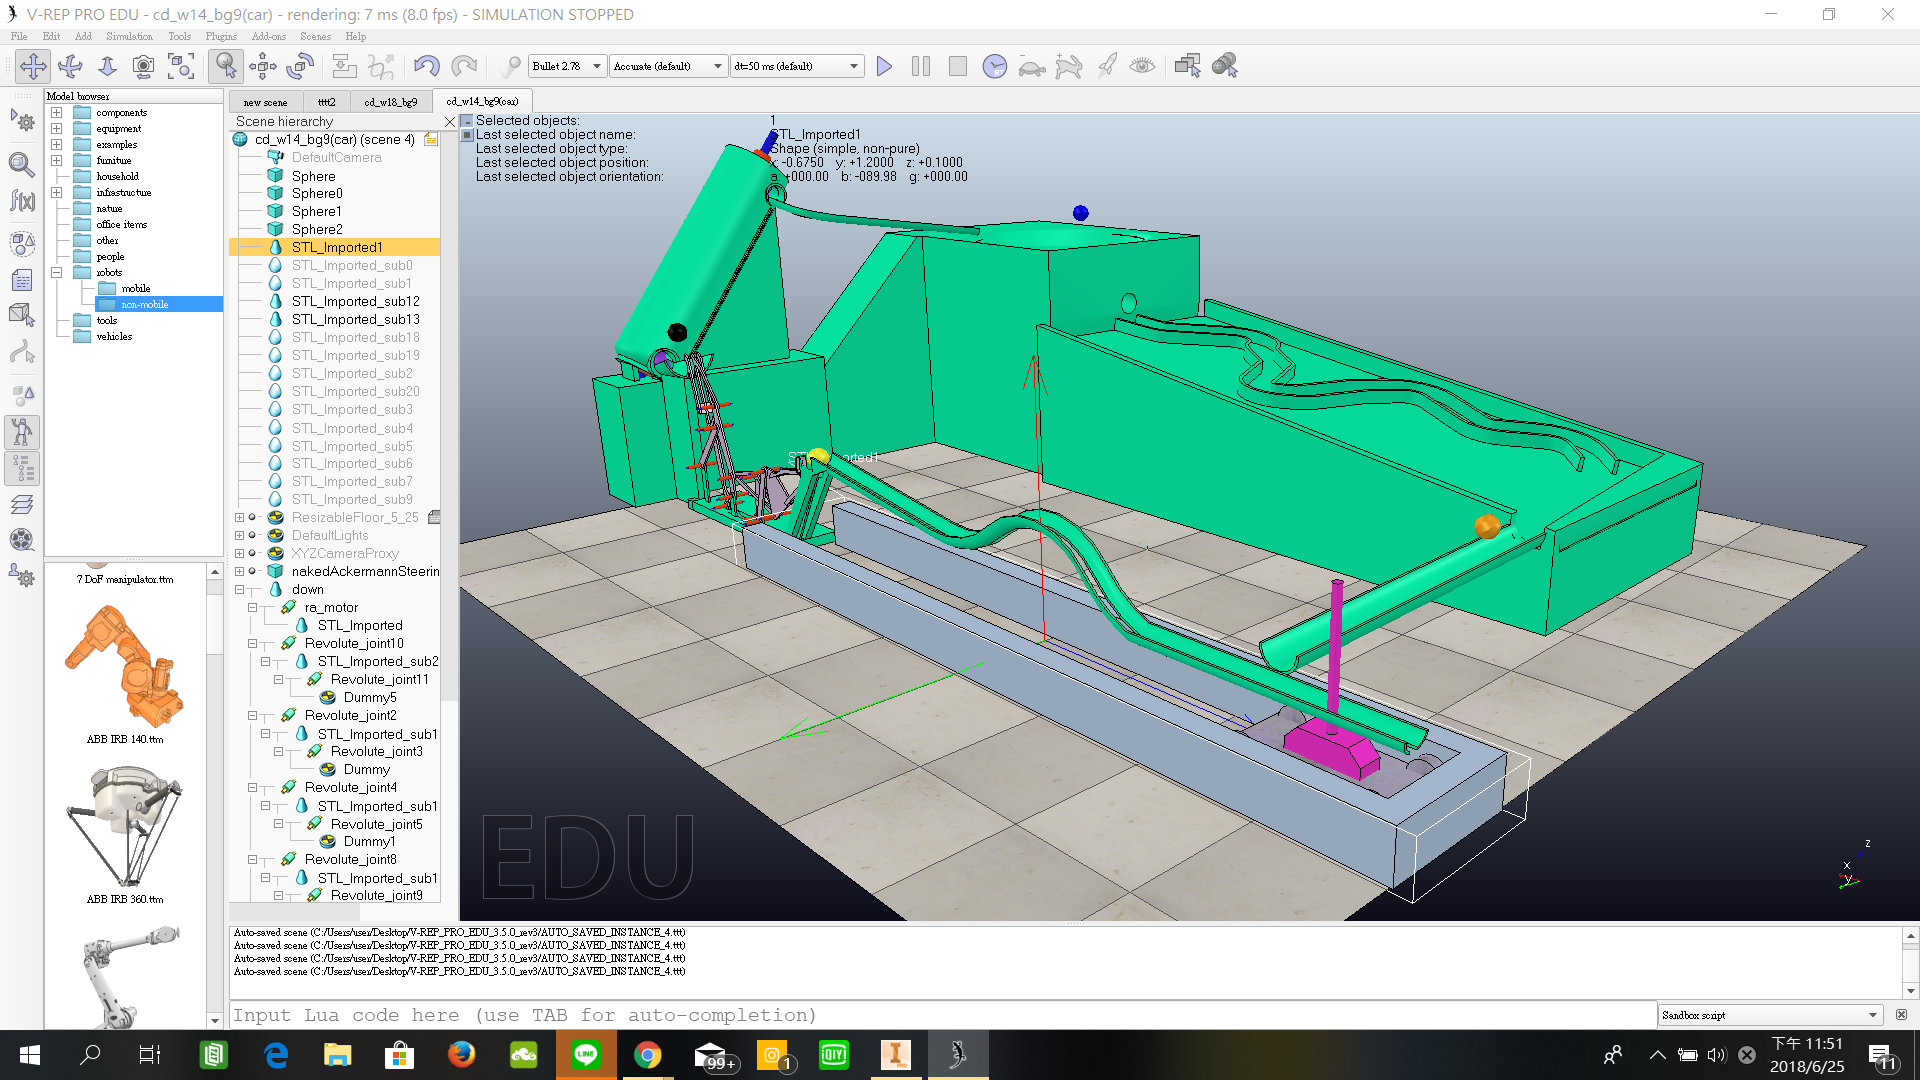 V-REP PRO EDU - cd_w14_bg9(car) - rendering: 7 ms (8.0 fps) - SIMULATION STOPPED
File Edit Add Simulation Tools Plugins Add-ons Scenes Help
Bullet 2.78 Accurate (default) dt=50 ms (default)
Model browser
components
equipment
examples
furniture
household
infrastructure
nature
office items
other
people
robots
mobile
non-mobile
tools
vehicles
7 DoF manipulator.ttm
ABB IRB 140.ttm
ABB IRB 360.ttm
new scene tttt2 cd_w18_bg9 cd_w14_bg9(car)
Scene hierarchy
cd_w14_bg9(car) (scene 4)
DefaultCamera
Sphere
Sphere0
Sphere1
Sphere2
STL_Imported1
STL_Imported_sub0
STL_Imported_sub1
STL_Imported_sub12
STL_Imported_sub13
STL_Imported_sub18
STL_Imported_sub19
STL_Imported_sub2
STL_Imported_sub20
STL_Imported_sub3
STL_Imported_sub4
STL_Imported_sub5
STL_Imported_sub6
STL_Imported_sub7
STL_Imported_sub9
ResizableFloor_5_25
DefaultLights
XYZCameraProxy
nakedAckermannSteerin
down
ra_motor
STL_Imported
Revolute_joint10
STL_Imported_sub2
Revolute_joint11
Dummy5
Revolute_joint2
STL_Imported_sub1
Revolute_joint3
Dummy
Revolute_joint4
STL_Imported_sub1
Revolute_joint5
Dummy1
Revolute_joint8
STL_Imported_sub1
Revolute_joint9
Selected objects: 1
Last selected object name: STL_Imported1
Last selected object type: Shape (simple, non-pure)
Last selected object position: x: -0.6750 y: +1.2000 z: +0.1000
Last selected object orientation: a: +000.00 b: -089.98 g: +000.00
EDU
z
x
y
Auto-saved scene (C:/Users/user/Desktop/V-REP_PRO_EDU_3.5.0_rev3/AUTO_SAVED_INSTANCE_4.ttt)
Auto-saved scene (C:/Users/user/Desktop/V-REP_PRO_EDU_3.5.0_rev3/AUTO_SAVED_INSTANCE_4.ttt)
Auto-saved scene (C:/Users/user/Desktop/V-REP_PRO_EDU_3.5.0_rev3/AUTO_SAVED_INSTANCE_4.ttt)
Auto-saved scene (C:/Users/user/Desktop/V-REP_PRO_EDU_3.5.0_rev3/AUTO_SAVED_INSTANCE_4.ttt)
Input Lua code here (use TAB for auto-completion)
Sandbox script
LINE
99+
1
iQIYI
I
PRO
下午 11:51
2018/6/25
11